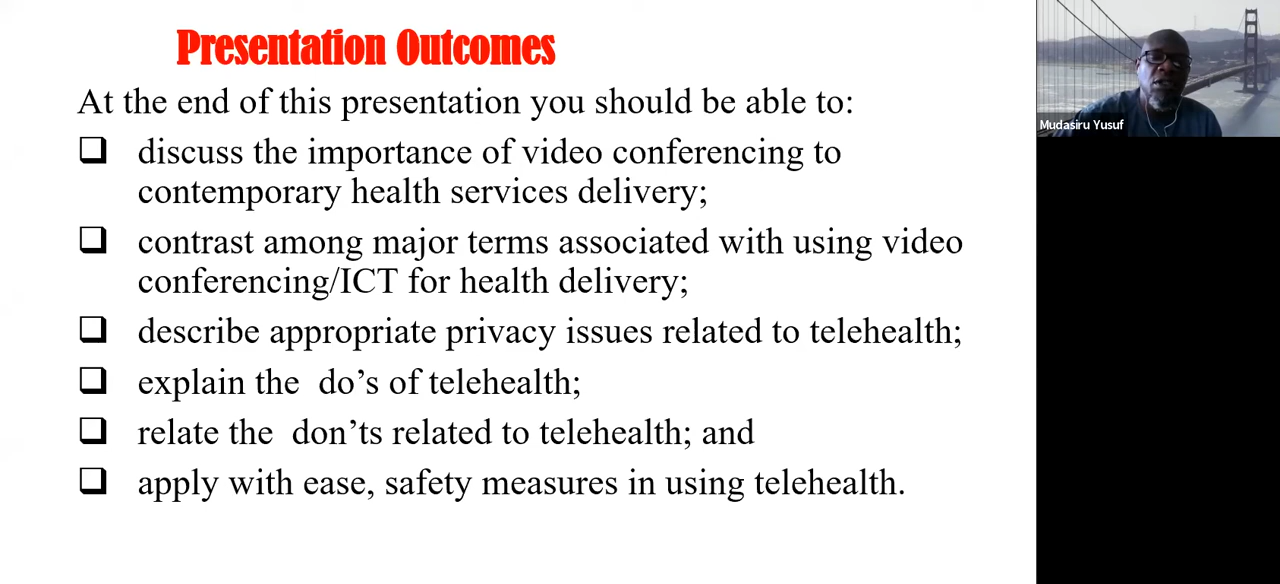 Presentation Outcomes
At the end of this presentation you should be able to:
discuss the importance of video conferencing to
contemporary health services delivery;
contrast among major terms associated with using video
conferencing/ICT for health delivery;
describe appropriate privacy issues related to telehealth;
explain the  do’s of telehealth;
relate the  don’ts related to telehealth; and
apply with ease, safety measures in using telehealth.
Mudasiru Yusuf